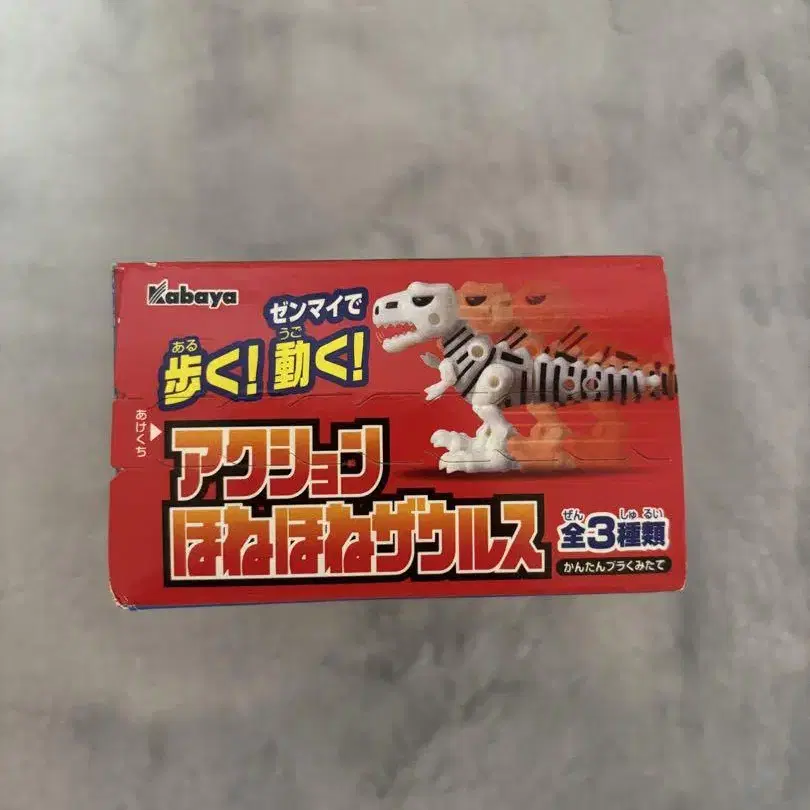 Kabaya
ゼンマイで
ある うご
歩く!動く!
あけくち
アクション
ほねほねザウルス
ぜん しゅるい
全3種類
かんたんプラくみたて